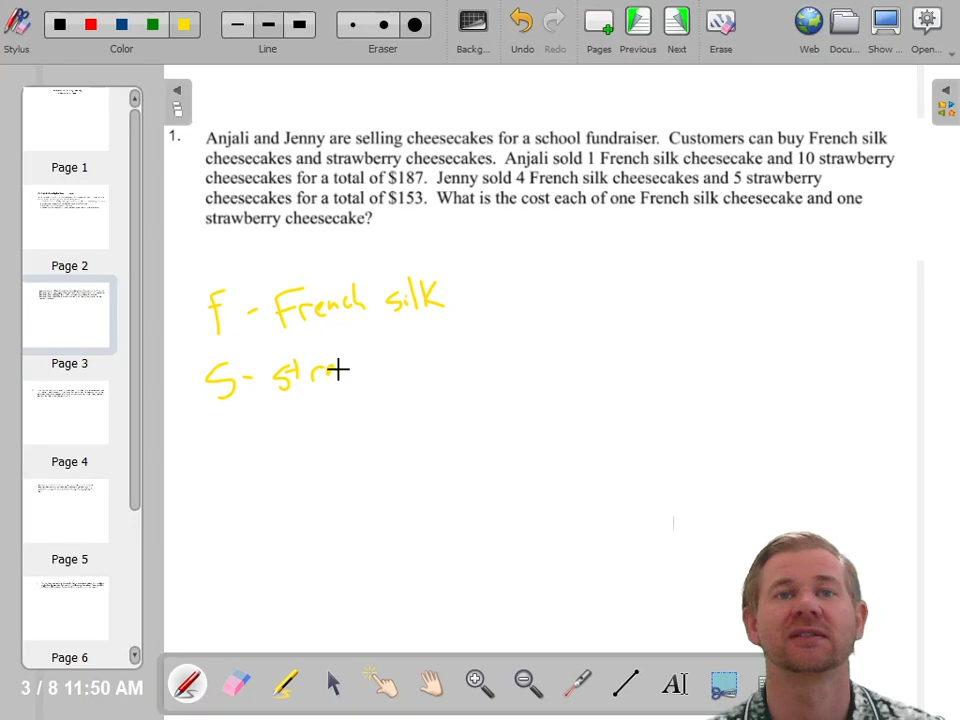 Stylus
Color
Line
Eraser
Backg...
Undo
Redo
Pages
Previous
Next
Erase
Web
Docu...
Show ...
Open...
Page 1
Page 2
Page 3
Page 4
Page 5
Page 6
1. Anjali and Jenny are selling cheesecakes for a school fundraiser. Customers can buy French silk
cheesecakes and strawberry cheesecakes. Anjali sold 1 French silk cheesecake and 10 strawberry
cheesecakes for a total of $187. Jenny sold 4 French silk cheesecakes and 5 strawberry
cheesecakes for a total of $153. What is the cost each of one French silk cheesecake and one
strawberry cheesecake?
f - French silk
S - stra
3 / 8 11:50 AM